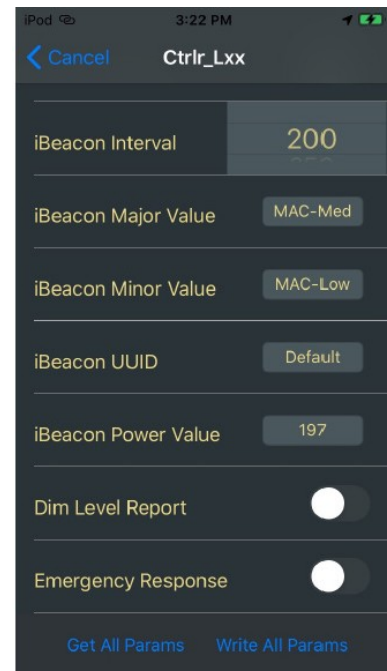 iPod 3:22 PM
Cancel Ctrlr_Lxx
iBeacon Interval 200
iBeacon Major Value MAC-Med
iBeacon Minor Value MAC-Low
iBeacon UUID Default
iBeacon Power Value 197
Dim Level Report
Emergency Response
Get All Params Write All Params